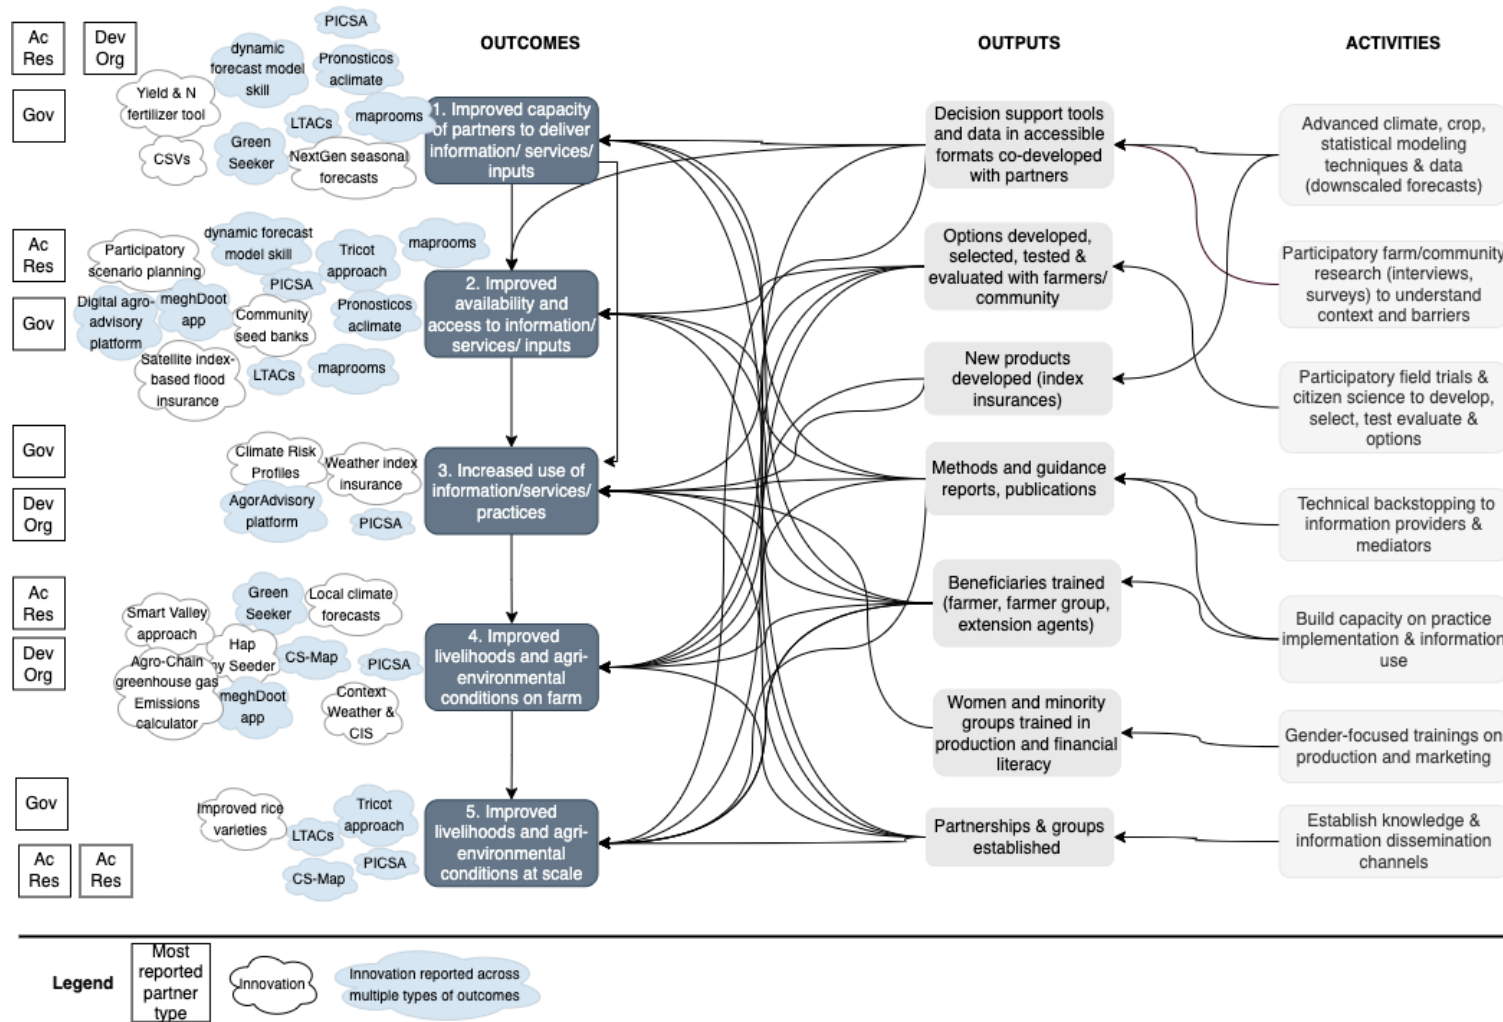 OUTCOMES
OUTPUTS
ACTIVITIES
Ac
Res
Dev
Org
Gov
PICSA
dynamic
forecast model
skill
Pronosticos
aclimate
Yield & N
fertilizer tool
LTACs
maprooms
CSVs
Green
Seeker
NextGen seasonal
forecasts
1. Improved capacity
of partners to deliver
information/ services/
inputs
Decision support tools
and data in accessible
formats co-developed
with partners
Advanced climate, crop,
statistical modeling
techniques & data
(downscaled forecasts)
Ac
Res
Gov
Participatory
scenario planning
dynamic forecast
model skill
Tricot
approach
maprooms
PICSA
Digital agro-
advisory
platform
meghDoot
app
Community
seed banks
Pronosticos
aclimate
Satellite index-
based flood
insurance
LTACs
maprooms
2. Improved
availability and
access to information/
services/ inputs
Options developed,
selected, tested &
evaluated with farmers/
community
Participatory farm/community
research (interviews,
surveys) to understand
context and barriers
New products
developed (index
insurances)
Participatory field trials &
citizen science to develop,
select, test evaluate &
options
Gov
Dev
Org
Climate Risk
Profiles
Weather index
insurance
AgorAdvisory
platform
PICSA
3. Increased use of
information/services/
practices
Methods and guidance
reports, publications
Technical backstopping to
information providers &
mediators
Ac
Res
Dev
Org
Green
Seeker
Local climate
forecasts
Smart Valley
approach
Hap
y Seeder
CS-Map
PICSA
Agro-Chain
greenhouse gas
Emissions
calculator
meghDoot
app
Context
Weather &
CIS
4. Improved
livelihoods and agri-
environmental
conditions on farm
Beneficiaries trained
(farmer, farmer group,
extension agents)
Build capacity on practice
implementation & information
use
Women and minority
groups trained in
production and financial
literacy
Gender-focused trainings on
production and marketing
Gov
Ac
Res
Ac
Res
Improved rice
varieties
Tricot
approach
LTACs
PICSA
CS-Map
5. Improved
livelihoods and agri-
environmental
conditions at scale
Partnerships & groups
established
Establish knowledge &
information dissemination
channels
Legend
Most
reported
partner
type
Innovation
Innovation reported across
multiple types of outcomes